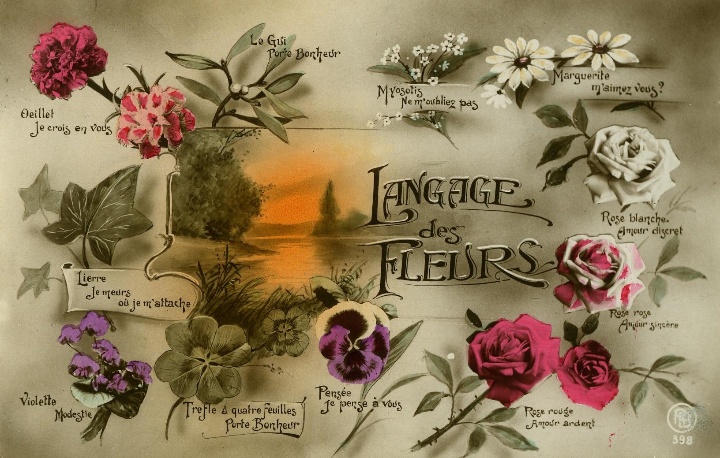 Le Gui
Porte Bonheur
Oeillet
Je crois en vous
Myosotis
Ne m'oubliez pas
Marguerite
m'aimez vous?
LANGAGE
des
FLEURS
Rose blanche
Amour discret
Lierre
Je meurs
où je m'attache
Rose rose
Amour sincère
Violette
Modestie
Trefle à quatre feuilles
Porte Bonheur
Pensée
Je pense à vous
Rose rouge
Amour ardent
398